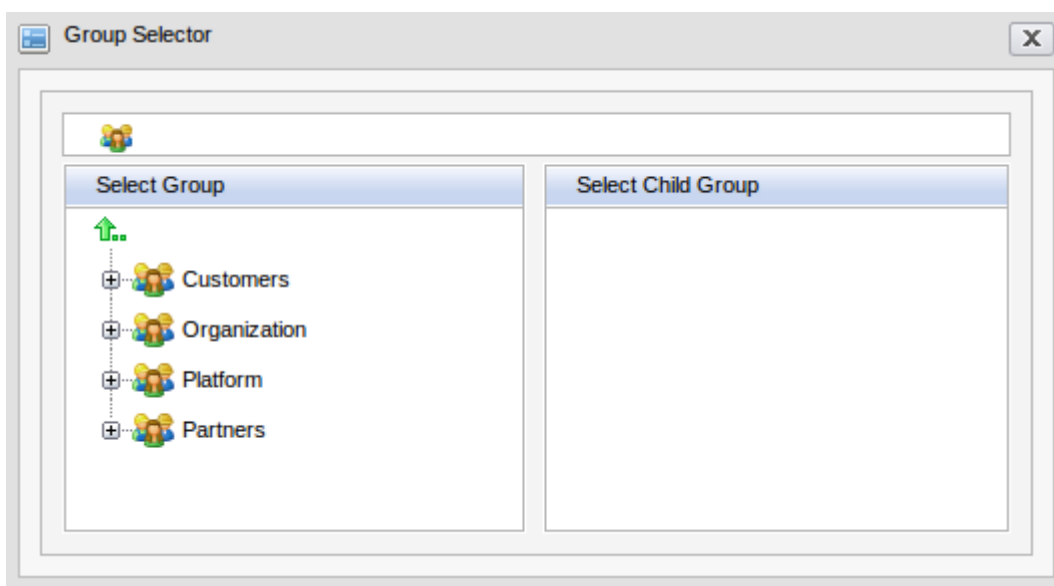 Group Selector
X
Select Group
Select Child Group
Customers
Organization
Platform
Partners